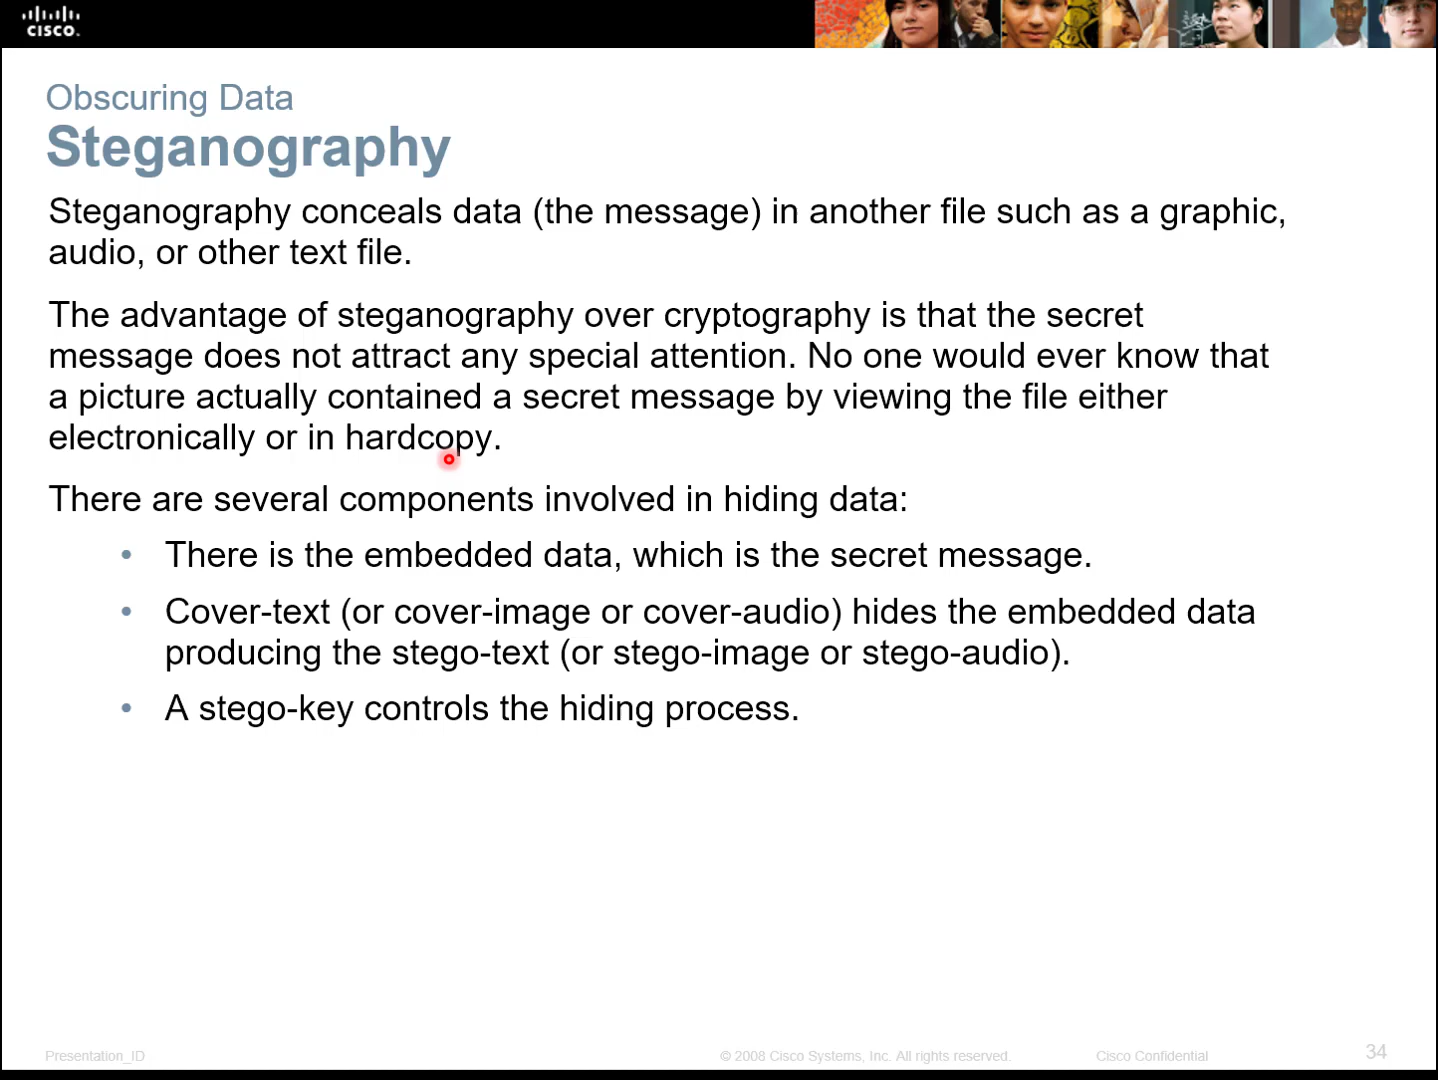 CISCO.
Obscuring Data
Steganography
Steganography conceals data (the message) in another file such as a graphic,
audio, or other text file.
The advantage of steganography over cryptography is that the secret
message does not attract any special attention. No one would ever know that
a picture actually contained a secret message by viewing the file either
electronically or in hardcopy.
There are several components involved in hiding data:
• There is the embedded data, which is the secret message.
• Cover-text (or cover-image or cover-audio) hides the embedded data
producing the stego-text (or stego-image or stego-audio).
• A stego-key controls the hiding process.
Presentation_ID © 2008 Cisco Systems, Inc. All rights reserved. Cisco Confidential 34